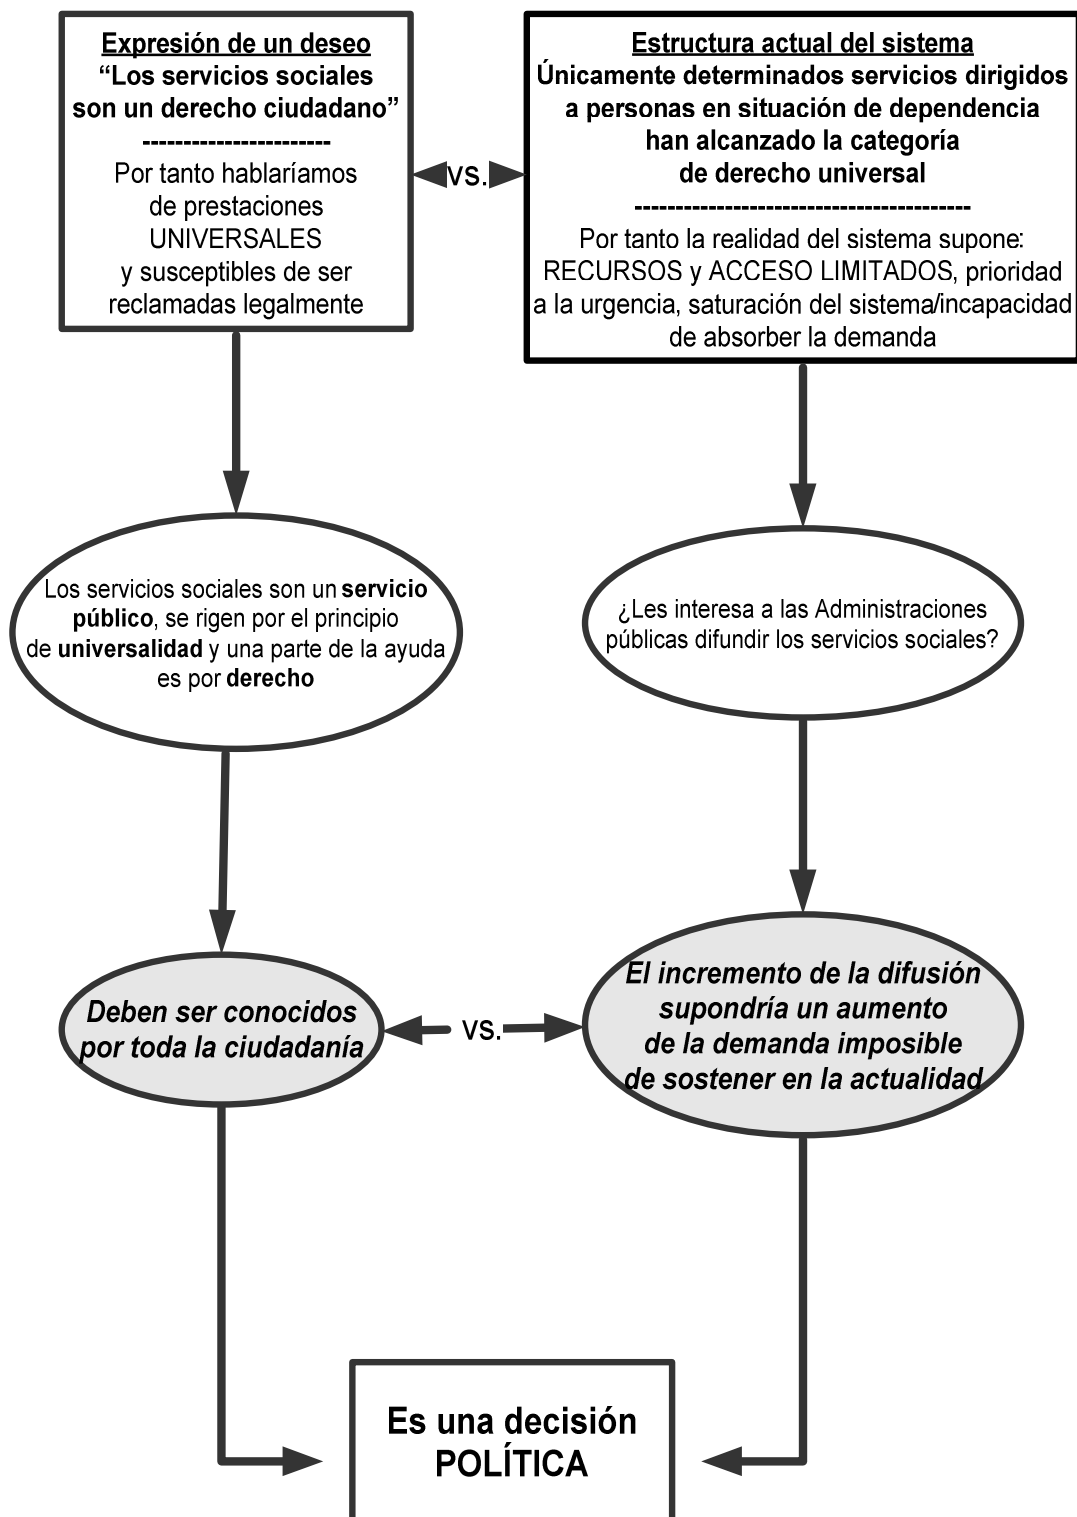 Expresión de un deseo
“Los servicios sociales
son un derecho ciudadano”
-----------------------
Por tanto hablaríamos
de prestaciones
UNIVERSALES
y susceptibles de ser
reclamadas legalmente
vs.
Estructura actual del sistema
Únicamente determinados servicios dirigidos
a personas en situación de dependencia
han alcanzado la categoría
de derecho universal
-----------------------------------------
Por tanto la realidad del sistema supone:
RECURSOS y ACCESO LIMITADOS, prioridad
a la urgencia, saturación del sistema/incapacidad
de absorber la demanda
Los servicios sociales son un servicio
público, se rigen por el principio
de universalidad y una parte de la ayuda
es por derecho
¿Les interesa a las Administraciones
públicas difundir los servicios sociales?
Deben ser conocidos
por toda la ciudadanía
vs.
El incremento de la difusión
supondría un aumento
de la demanda imposible
de sostener en la actualidad
Es una decisión
POLÍTICA